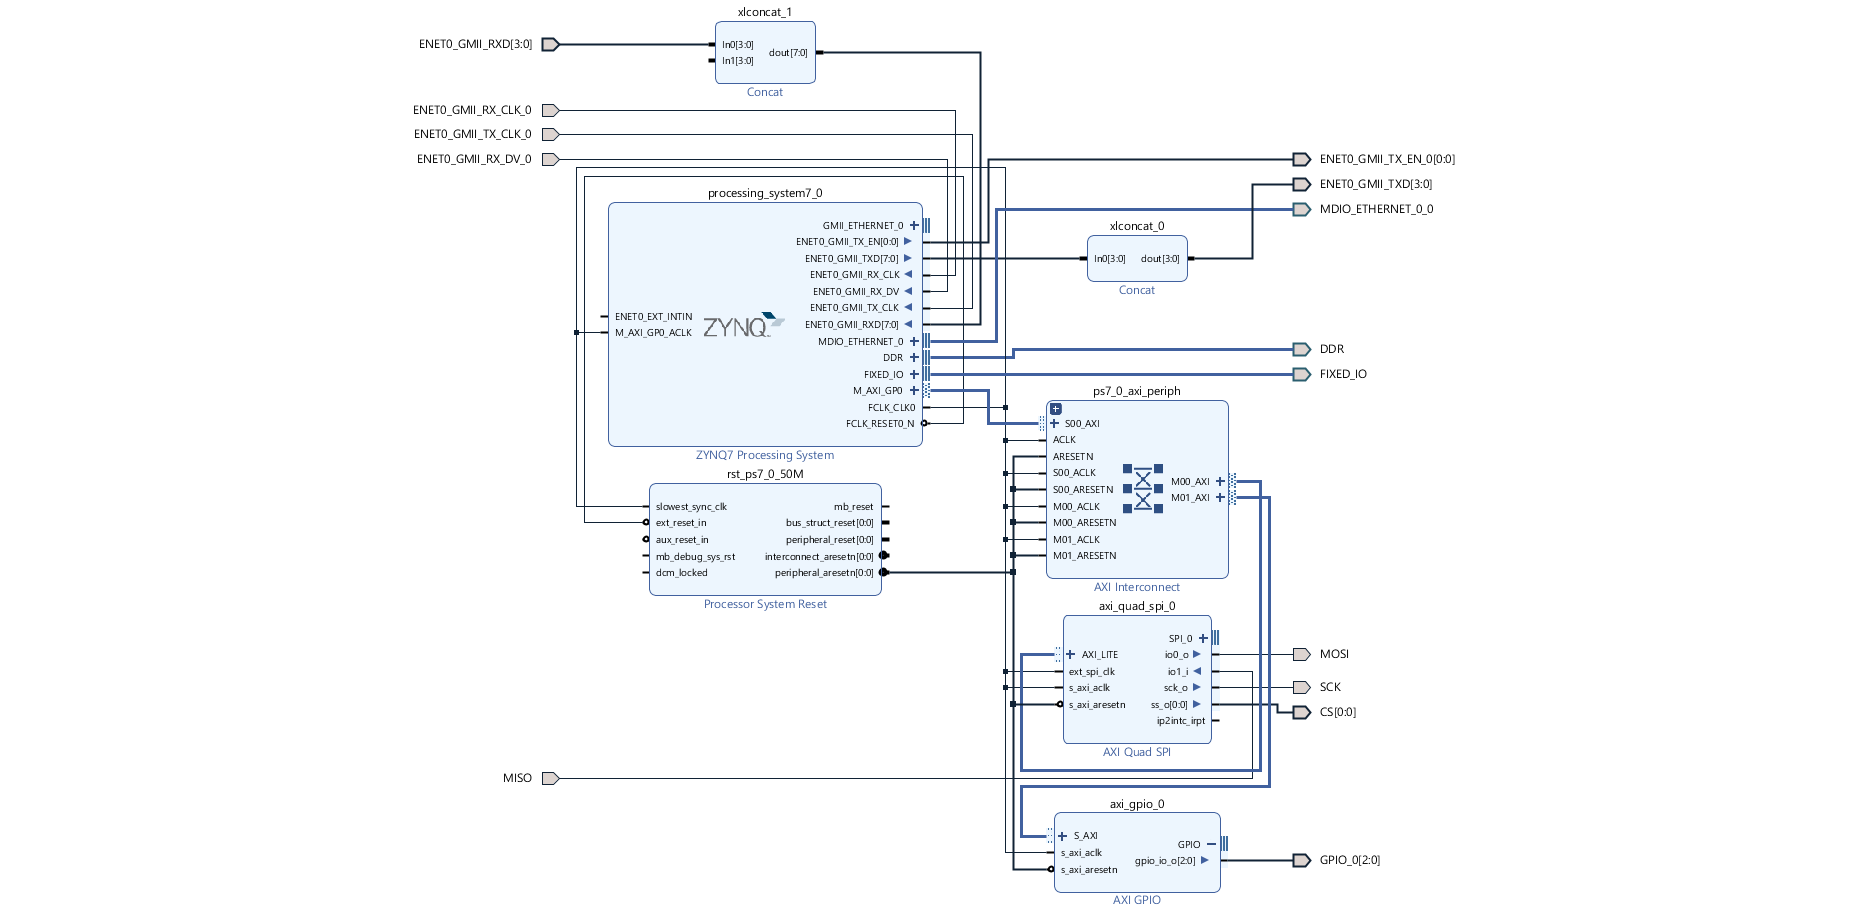 xlconcat_1
ENET0_GMII_RXD[3:0]
In0[3:0]
In1[3:0]
dout[7:0]
Concat
ENET0_GMII_RX_CLK_0
ENET0_GMII_TX_CLK_0
ENET0_GMII_RX_DV_0
ENET0_GMII_TX_EN_0[0:0]
ENET0_GMII_TXD[3:0]
MDIO_ETHERNET_0_0
processing_system7_0
GMII_ETHERNET_0
ENET0_GMII_TX_EN[0:0]
ENET0_GMII_TXD[7:0]
ENET0_GMII_RX_CLK
ENET0_GMII_RX_DV
ENET0_GMII_TX_CLK
ENET0_GMII_RXD[7:0]
MDIO_ETHERNET_0
DDR
FIXED_IO
M_AXI_GP0
FCLK_CLK0
FCLK_RESET0_N
ENET0_EXT_INTIN
M_AXI_GP0_ACLK
ZYNQ
ZYNQ7 Processing System
xlconcat_0
In0[3:0]
dout[3:0]
Concat
DDR
FIXED_IO
ps7_0_axi_periph
S00_AXI
ACLK
ARESETN
S00_ACLK
S00_ARESETN
M00_ACLK
M00_ARESETN
M01_ACLK
M01_ARESETN
M00_AXI
M01_AXI
AXI Interconnect
rst_ps7_0_50M
slowest_sync_clk
ext_reset_in
aux_reset_in
mb_debug_sys_rst
dcm_locked
mb_reset
bus_struct_reset[0:0]
peripheral_reset[0:0]
interconnect_aresetn[0:0]
peripheral_aresetn[0:0]
Processor System Reset
axi_quad_spi_0
AXI_LITE
ext_spi_clk
s_axi_aclk
s_axi_aresetn
SPI_0
io0_o
io1_i
sck_o
ss_o[0:0]
ip2intc_irpt
AXI Quad SPI
MOSI
SCK
CS[0:0]
MISO
axi_gpio_0
S_AXI
s_axi_aclk
s_axi_aresetn
GPIO
gpio_io_o[2:0]
AXI GPIO
GPIO_0[2:0]